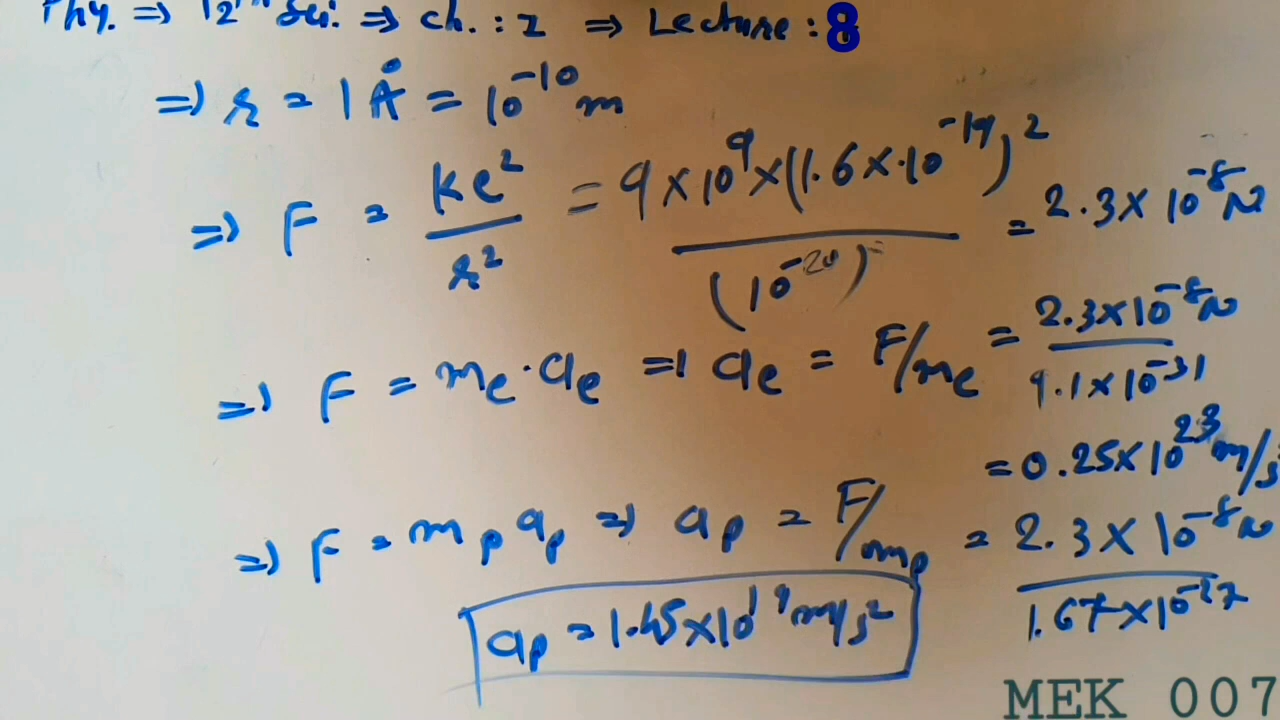 Phy. ⇒ 12th Sci. ⇒ ch. : 2 ⇒ Lecture : 8
⇒ r = 1 Å = 10⁻¹⁰ m
⇒ F = ke²/r² = 9 × 10⁹ × (1.6 × 10⁻¹⁹)² / (10⁻²⁰) = 2.3 × 10⁻⁸ N
⇒ F = mₑ · aₑ ⇒ aₑ = F/mₑ = 2.3 × 10⁻⁸ N / 9.1 × 10⁻³¹
= 0.25 × 10²³ m/s
⇒ F = mₚ aₚ ⇒ aₚ = F/mₚ = 2.3 × 10⁻⁸ N / 1.67 × 10⁻²⁷
aₚ = 1.45 × 10¹⁹ m/s²
MEK 007